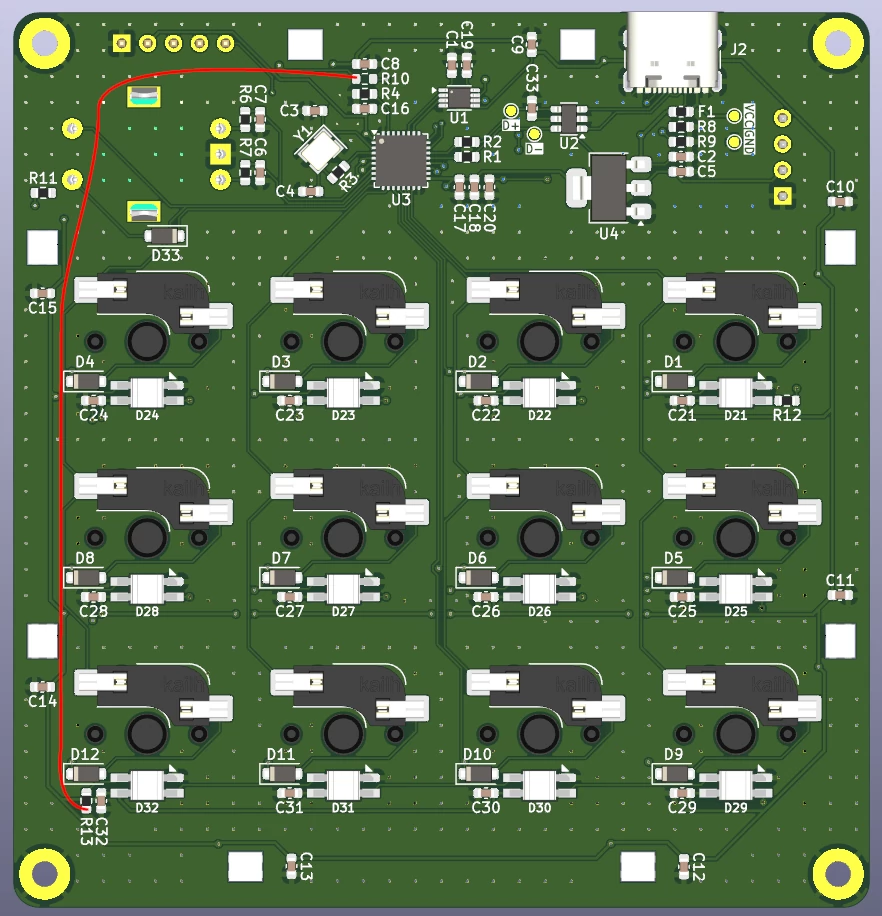 C8
R10
R4
C16
C1
C19
C9
J2
R6
C7
C3
Y1
U1
D+
C33
D-
U2
F1
R8
R9
C2
C5
VCC
GND
R7
C6
R2
R1
R3
C4
U3
C17
C18
C20
U4
R11
C10
D33
C15
kailh
kailh
kailh
kailh
D4
D3
D2
D1
C24
D24
C23
D23
C22
D22
C21
D21
R12
kailh
kailh
kailh
kailh
D8
D7
D6
D5
C28
D28
C27
D27
C26
D26
C25
D25
C11
kailh
kailh
kailh
kailh
C14
D12
D11
D10
D9
R13
C32
D32
C31
D31
C30
D30
C29
D29
C13
C12